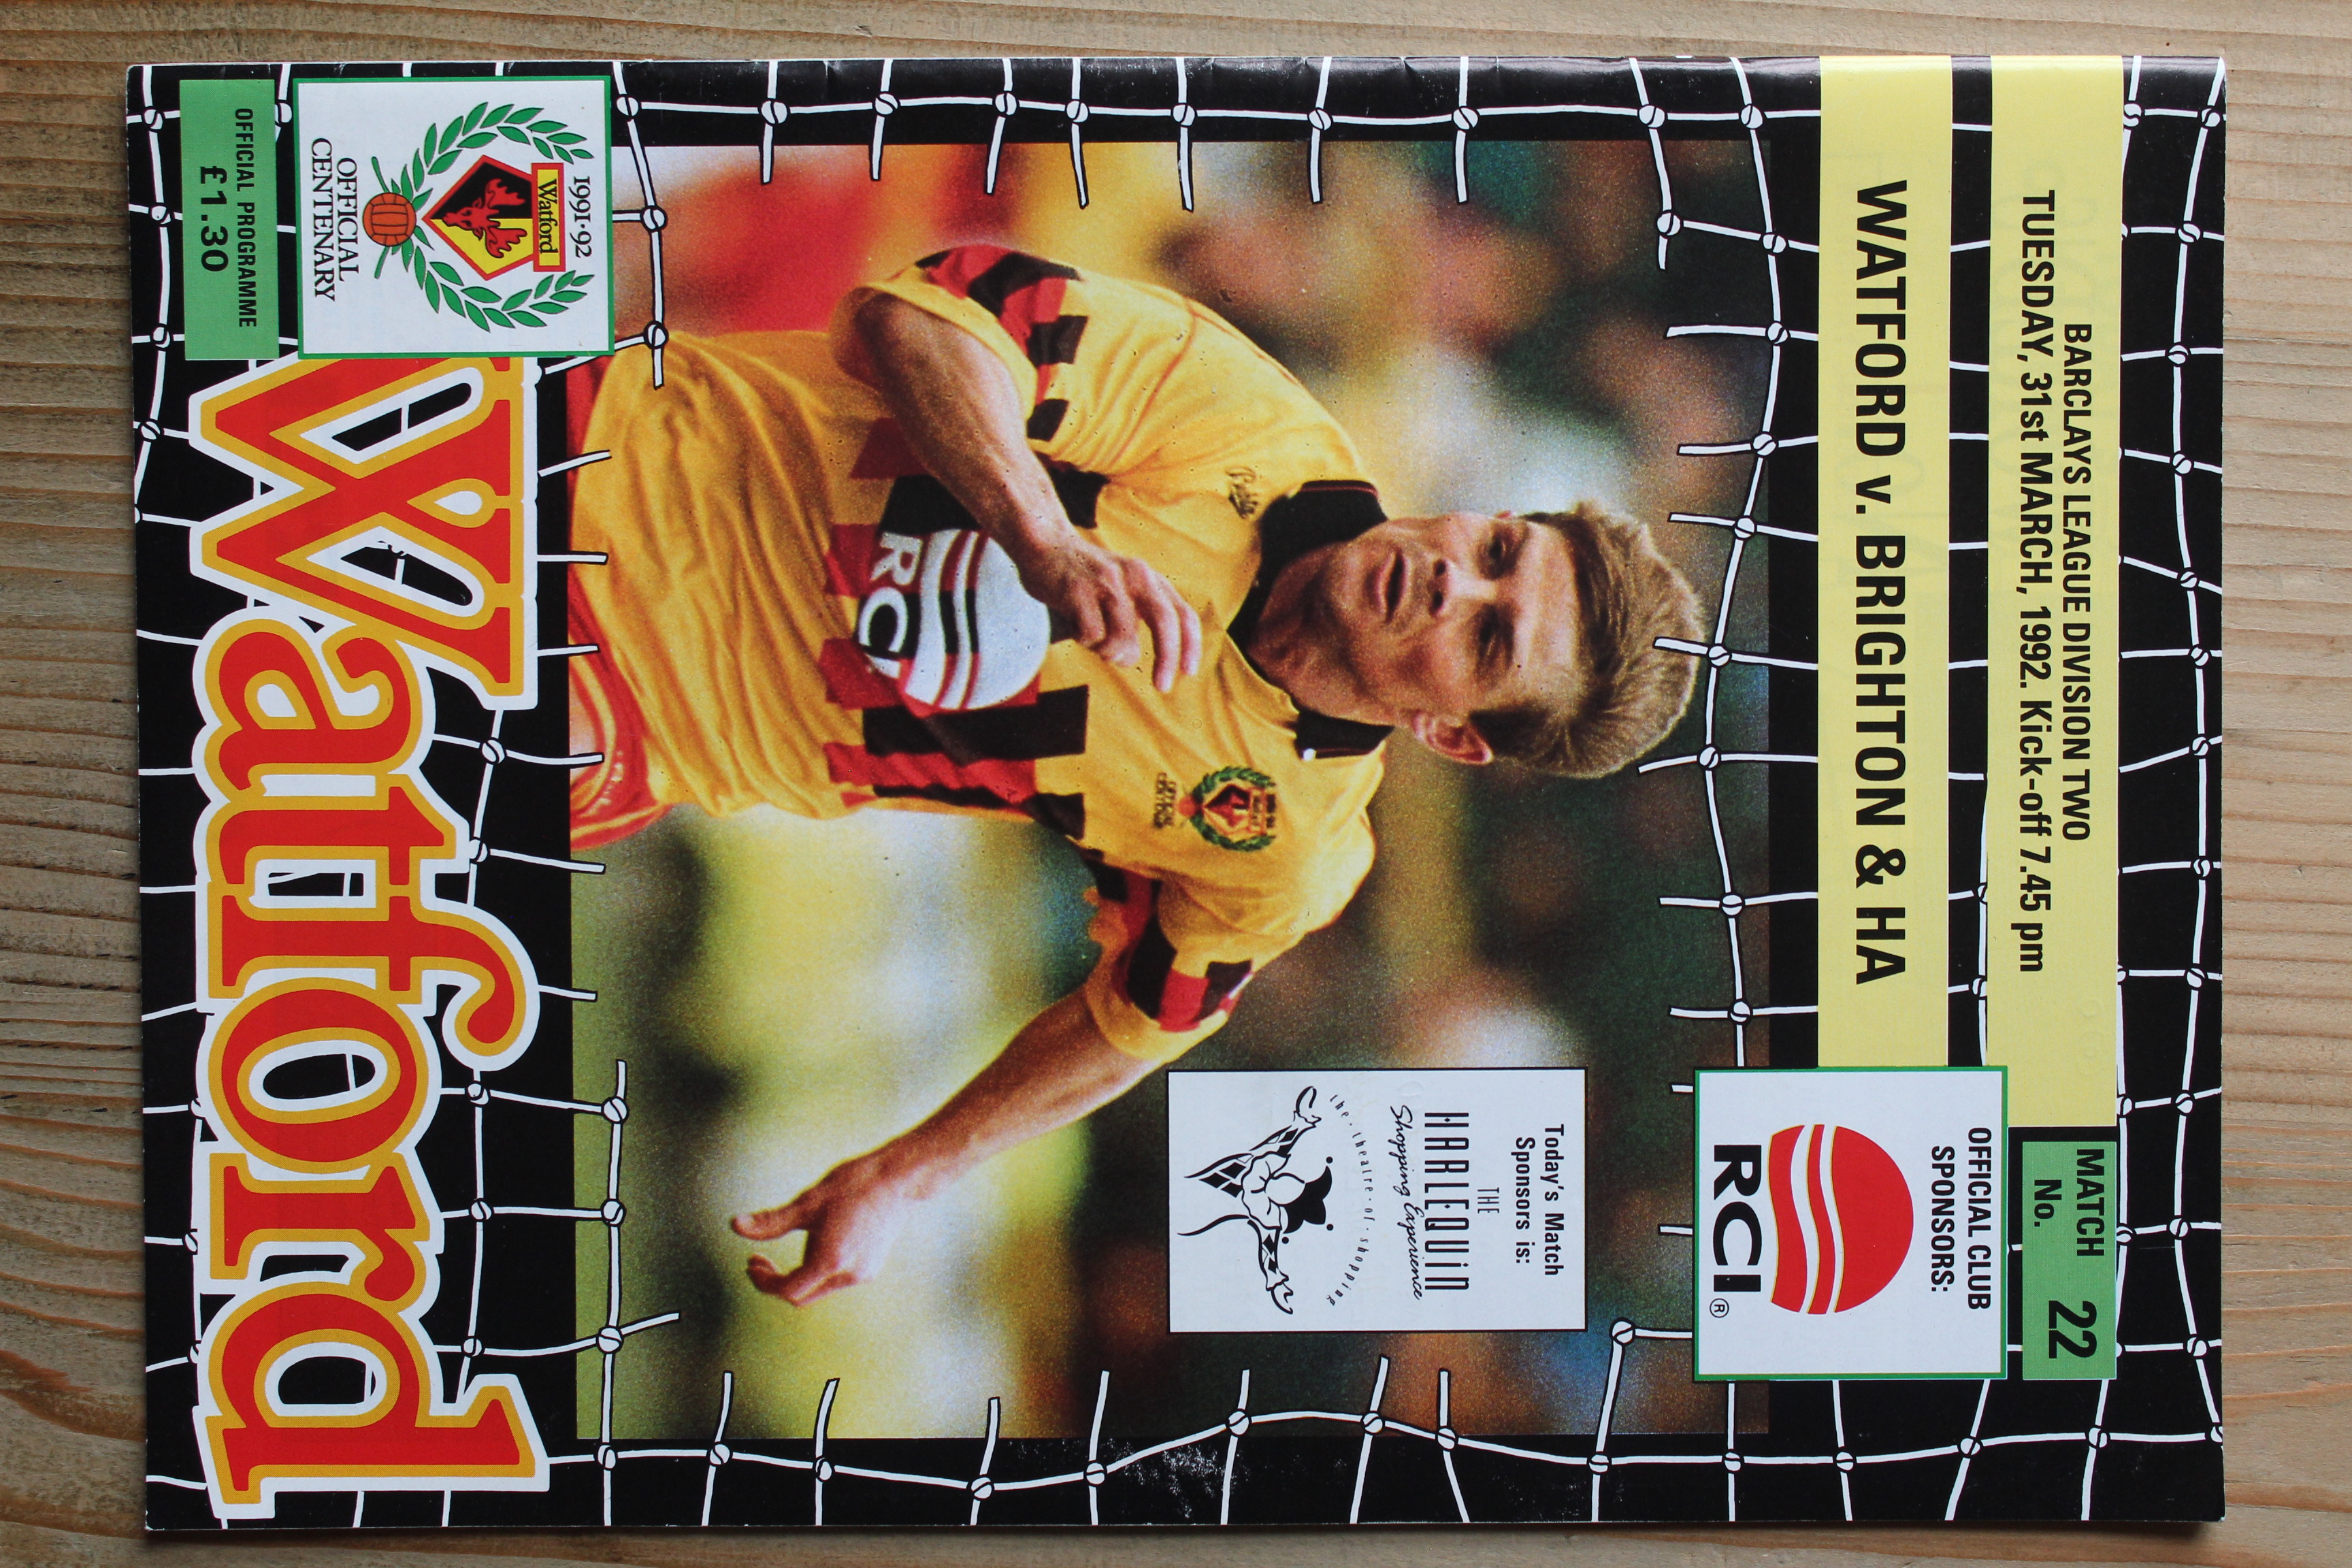 BARCLAYS LEAGUE DIVISION TWO
TUESDAY, 31st MARCH, 1992. Kick-off 7.45 pm
MATCH
No. 22
WATFORD v. BRIGHTON & HA
OFFICIAL CLUB
SPONSORS:
RCI®
Today's Match
Sponsors is:
THE
HARLEQUIN
Shopping Experience
the·theatre·of·shopping
RCI
1991·92
Watford
OFFICIAL
CENTENARY
OFFICIAL PROGRAMME
£1.30
Watford